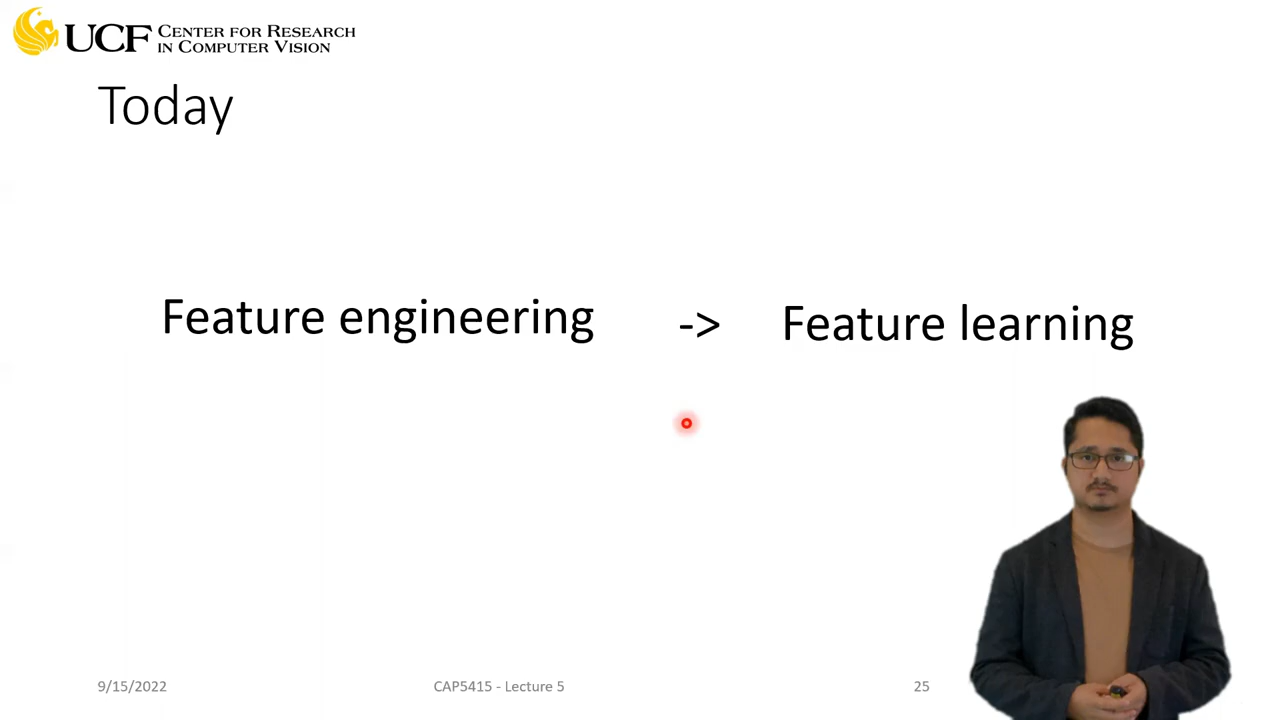 UCF CENTER FOR RESEARCH
IN COMPUTER VISION
Today
Feature engineering -> Feature learning
9/15/2022 CAP5415 - Lecture 5 25